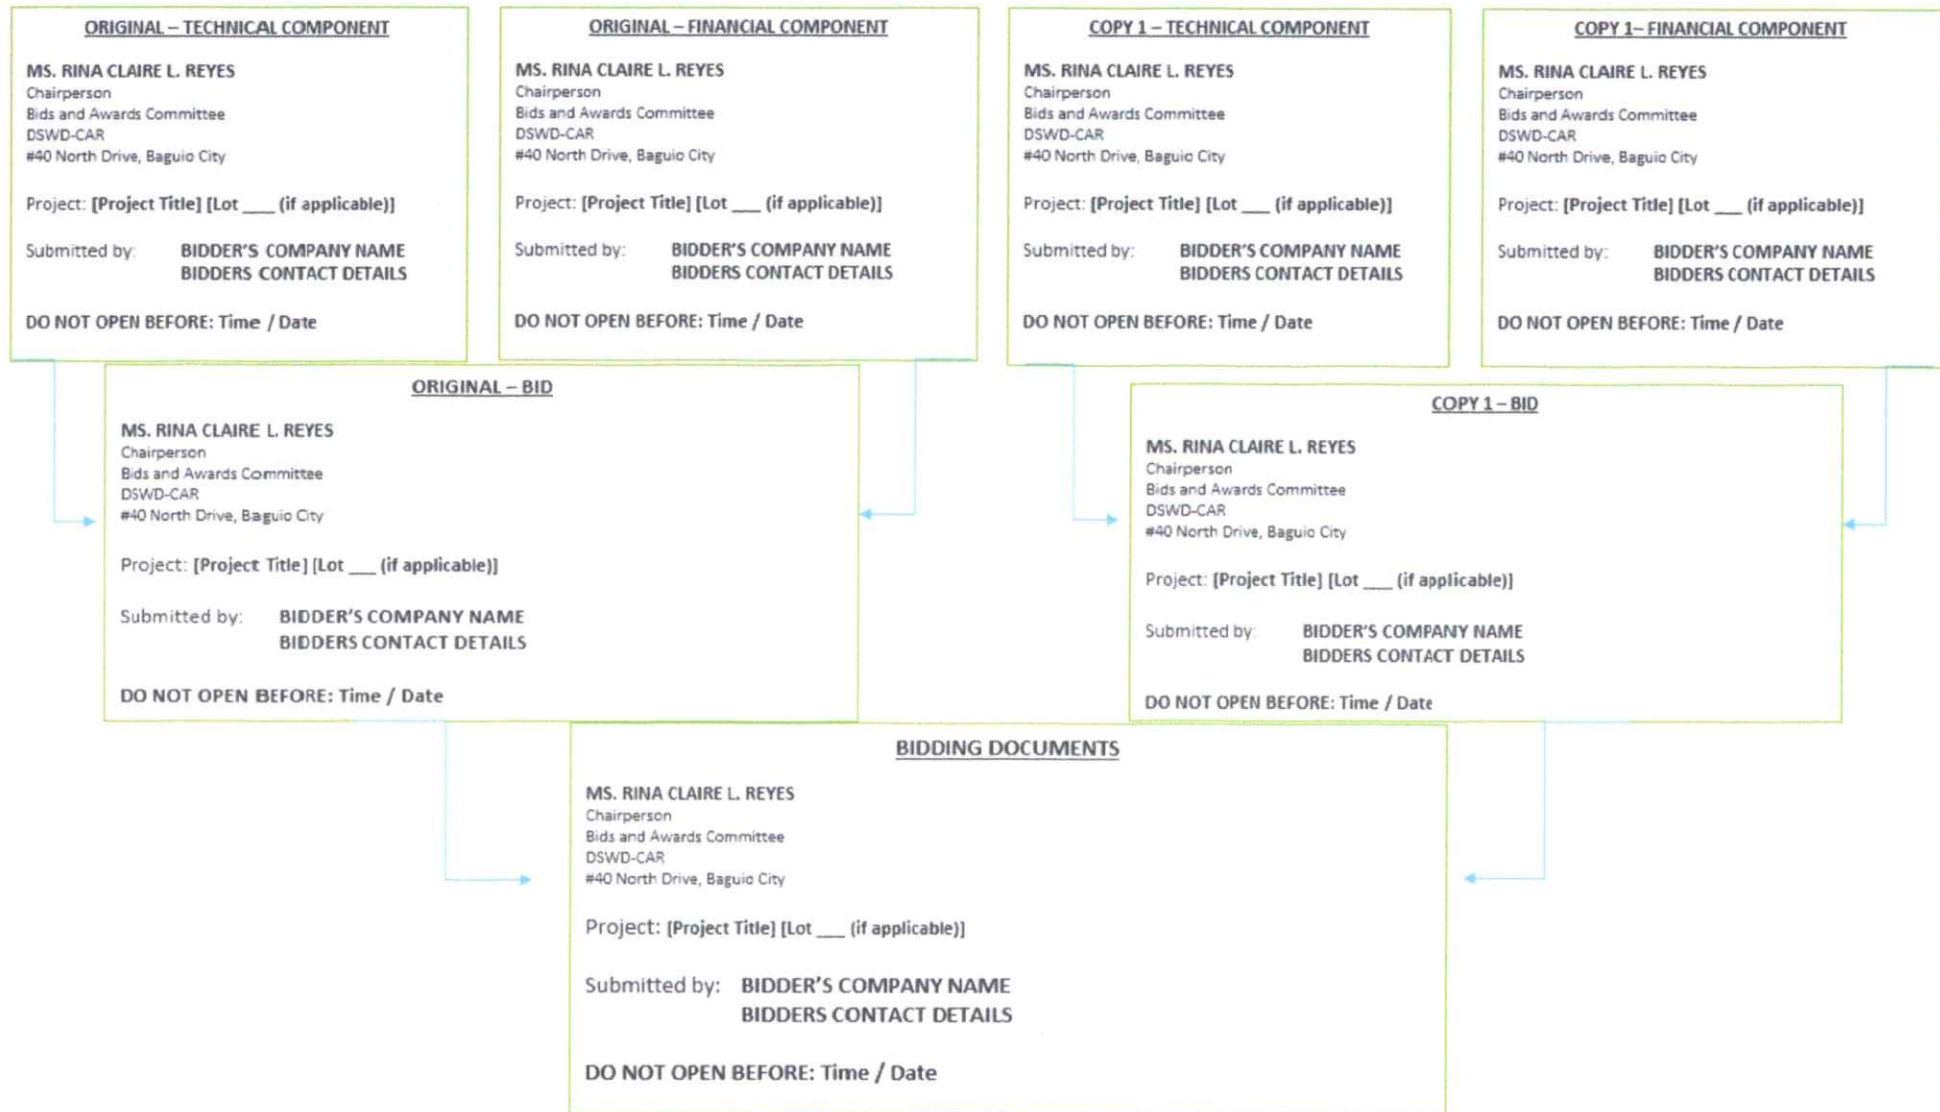 ORIGINAL – TECHNICAL COMPONENT
MS. RINA CLAIRE L. REYES
Chairperson
Bids and Awards Committee
DSWD-CAR
#40 North Drive, Baguio City
Project: [Project Title] [Lot ___ (if applicable)]
Submitted by: BIDDER'S COMPANY NAME
BIDDERS CONTACT DETAILS
DO NOT OPEN BEFORE: Time / Date
ORIGINAL – FINANCIAL COMPONENT
MS. RINA CLAIRE L. REYES
Chairperson
Bids and Awards Committee
DSWD-CAR
#40 North Drive, Baguio City
Project: [Project Title] [Lot ___ (if applicable)]
Submitted by: BIDDER'S COMPANY NAME
BIDDERS CONTACT DETAILS
DO NOT OPEN BEFORE: Time / Date
COPY 1 – TECHNICAL COMPONENT
MS. RINA CLAIRE L. REYES
Chairperson
Bids and Awards Committee
DSWD-CAR
#40 North Drive, Baguio City
Project: [Project Title] [Lot ___ (if applicable)]
Submitted by: BIDDER'S COMPANY NAME
BIDDERS CONTACT DETAILS
DO NOT OPEN BEFORE: Time / Date
COPY 1– FINANCIAL COMPONENT
MS. RINA CLAIRE L. REYES
Chairperson
Bids and Awards Committee
DSWD-CAR
#40 North Drive, Baguio City
Project: [Project Title] [Lot ___ (if applicable)]
Submitted by: BIDDER'S COMPANY NAME
BIDDERS CONTACT DETAILS
DO NOT OPEN BEFORE: Time / Date
ORIGINAL – BID
MS. RINA CLAIRE L. REYES
Chairperson
Bids and Awards Committee
DSWD-CAR
#40 North Drive, Baguio City
Project: [Project Title] [Lot ___ (if applicable)]
Submitted by: BIDDER'S COMPANY NAME
BIDDERS CONTACT DETAILS
DO NOT OPEN BEFORE: Time / Date
COPY 1 – BID
MS. RINA CLAIRE L. REYES
Chairperson
Bids and Awards Committee
DSWD-CAR
#40 North Drive, Baguio City
Project: [Project Title] [Lot ___ (if applicable)]
Submitted by: BIDDER'S COMPANY NAME
BIDDERS CONTACT DETAILS
DO NOT OPEN BEFORE: Time / Date
BIDDING DOCUMENTS
MS. RINA CLAIRE L. REYES
Chairperson
Bids and Awards Committee
DSWD-CAR
#40 North Drive, Baguio City
Project: [Project Title] [Lot ___ (if applicable)]
Submitted by: BIDDER'S COMPANY NAME
BIDDERS CONTACT DETAILS
DO NOT OPEN BEFORE: Time / Date